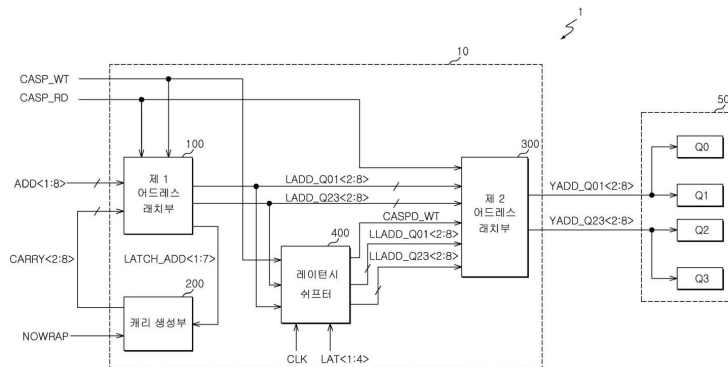 1
10
CASP_WT
CASP_RD
50
100
300
Q0
제 1
어드레스
래치부
ADD<1:8>
LADD_Q01<2:8>
LADD_Q23<2:8>
제 2
어드레스
래치부
YADD_Q01<2:8>
Q1
CASPD_WT
YADD_Q23<2:8>
Q2
400
LLADD_Q01<2:8>
CARRY<2:8>
LATCH_ADD<1:7>
레이턴시
쉬프터
LLADD_Q23<2:8>
Q3
200
캐리 생성부
NOWRAP
CLK
LAT<1:4>